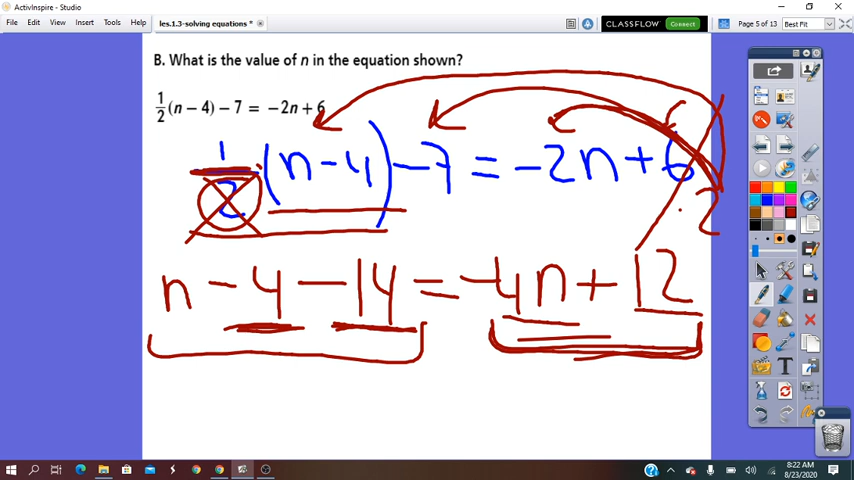 ActivInspire - Studio
File Edit View Insert Tools Help
les.1.3-solving equations *
CLASSFLOW
Connect
Page 5 of 13
Best Fit
B. What is the value of n in the equation shown?
1/2(n − 4) − 7 = −2n + 6
1/2 · (n − 4) − 7 = −2n + 6
· 2
n − 4 − 14 = −4n + 12
8:22 AM
8/23/2020